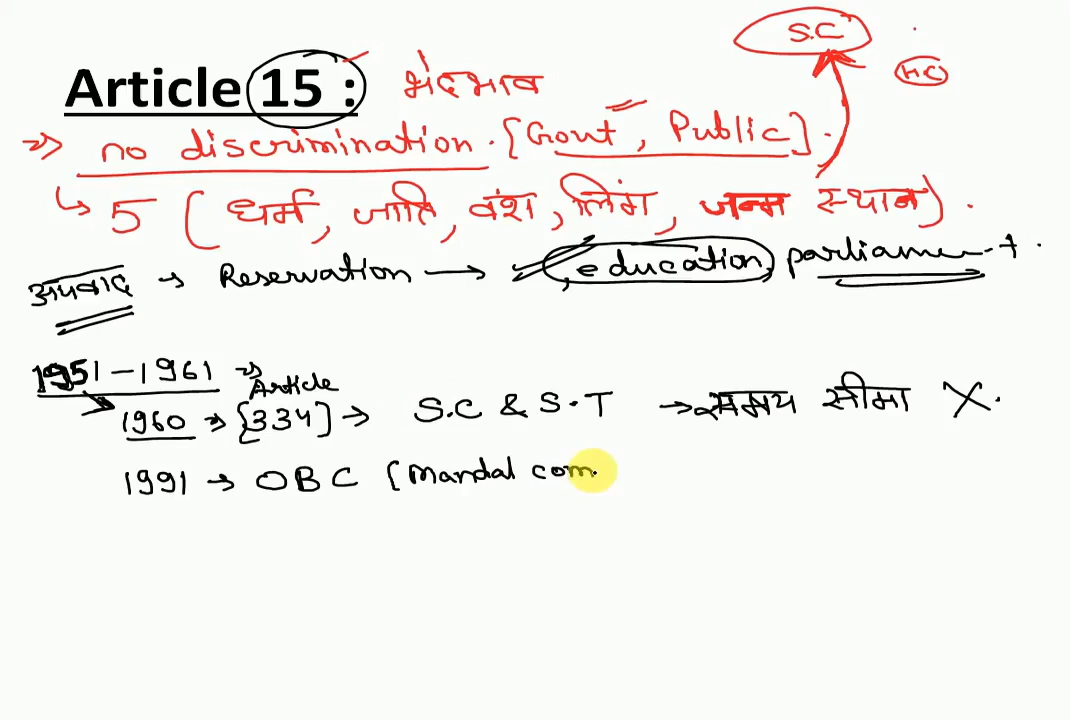 S.C
HC
Article 15 : भेदभाव
⇒ no discrimination. [Govt, Public].
↳ 5 (धर्म, जाति, वंश, लिंग, जन्म स्थान).
अपवाद → Reservation → , education, parliament.
1951-1961 ⇒
Article
1960 → [334] → S.C & S.T → समय सीमा X.
1991 → OBC [Mandal com.